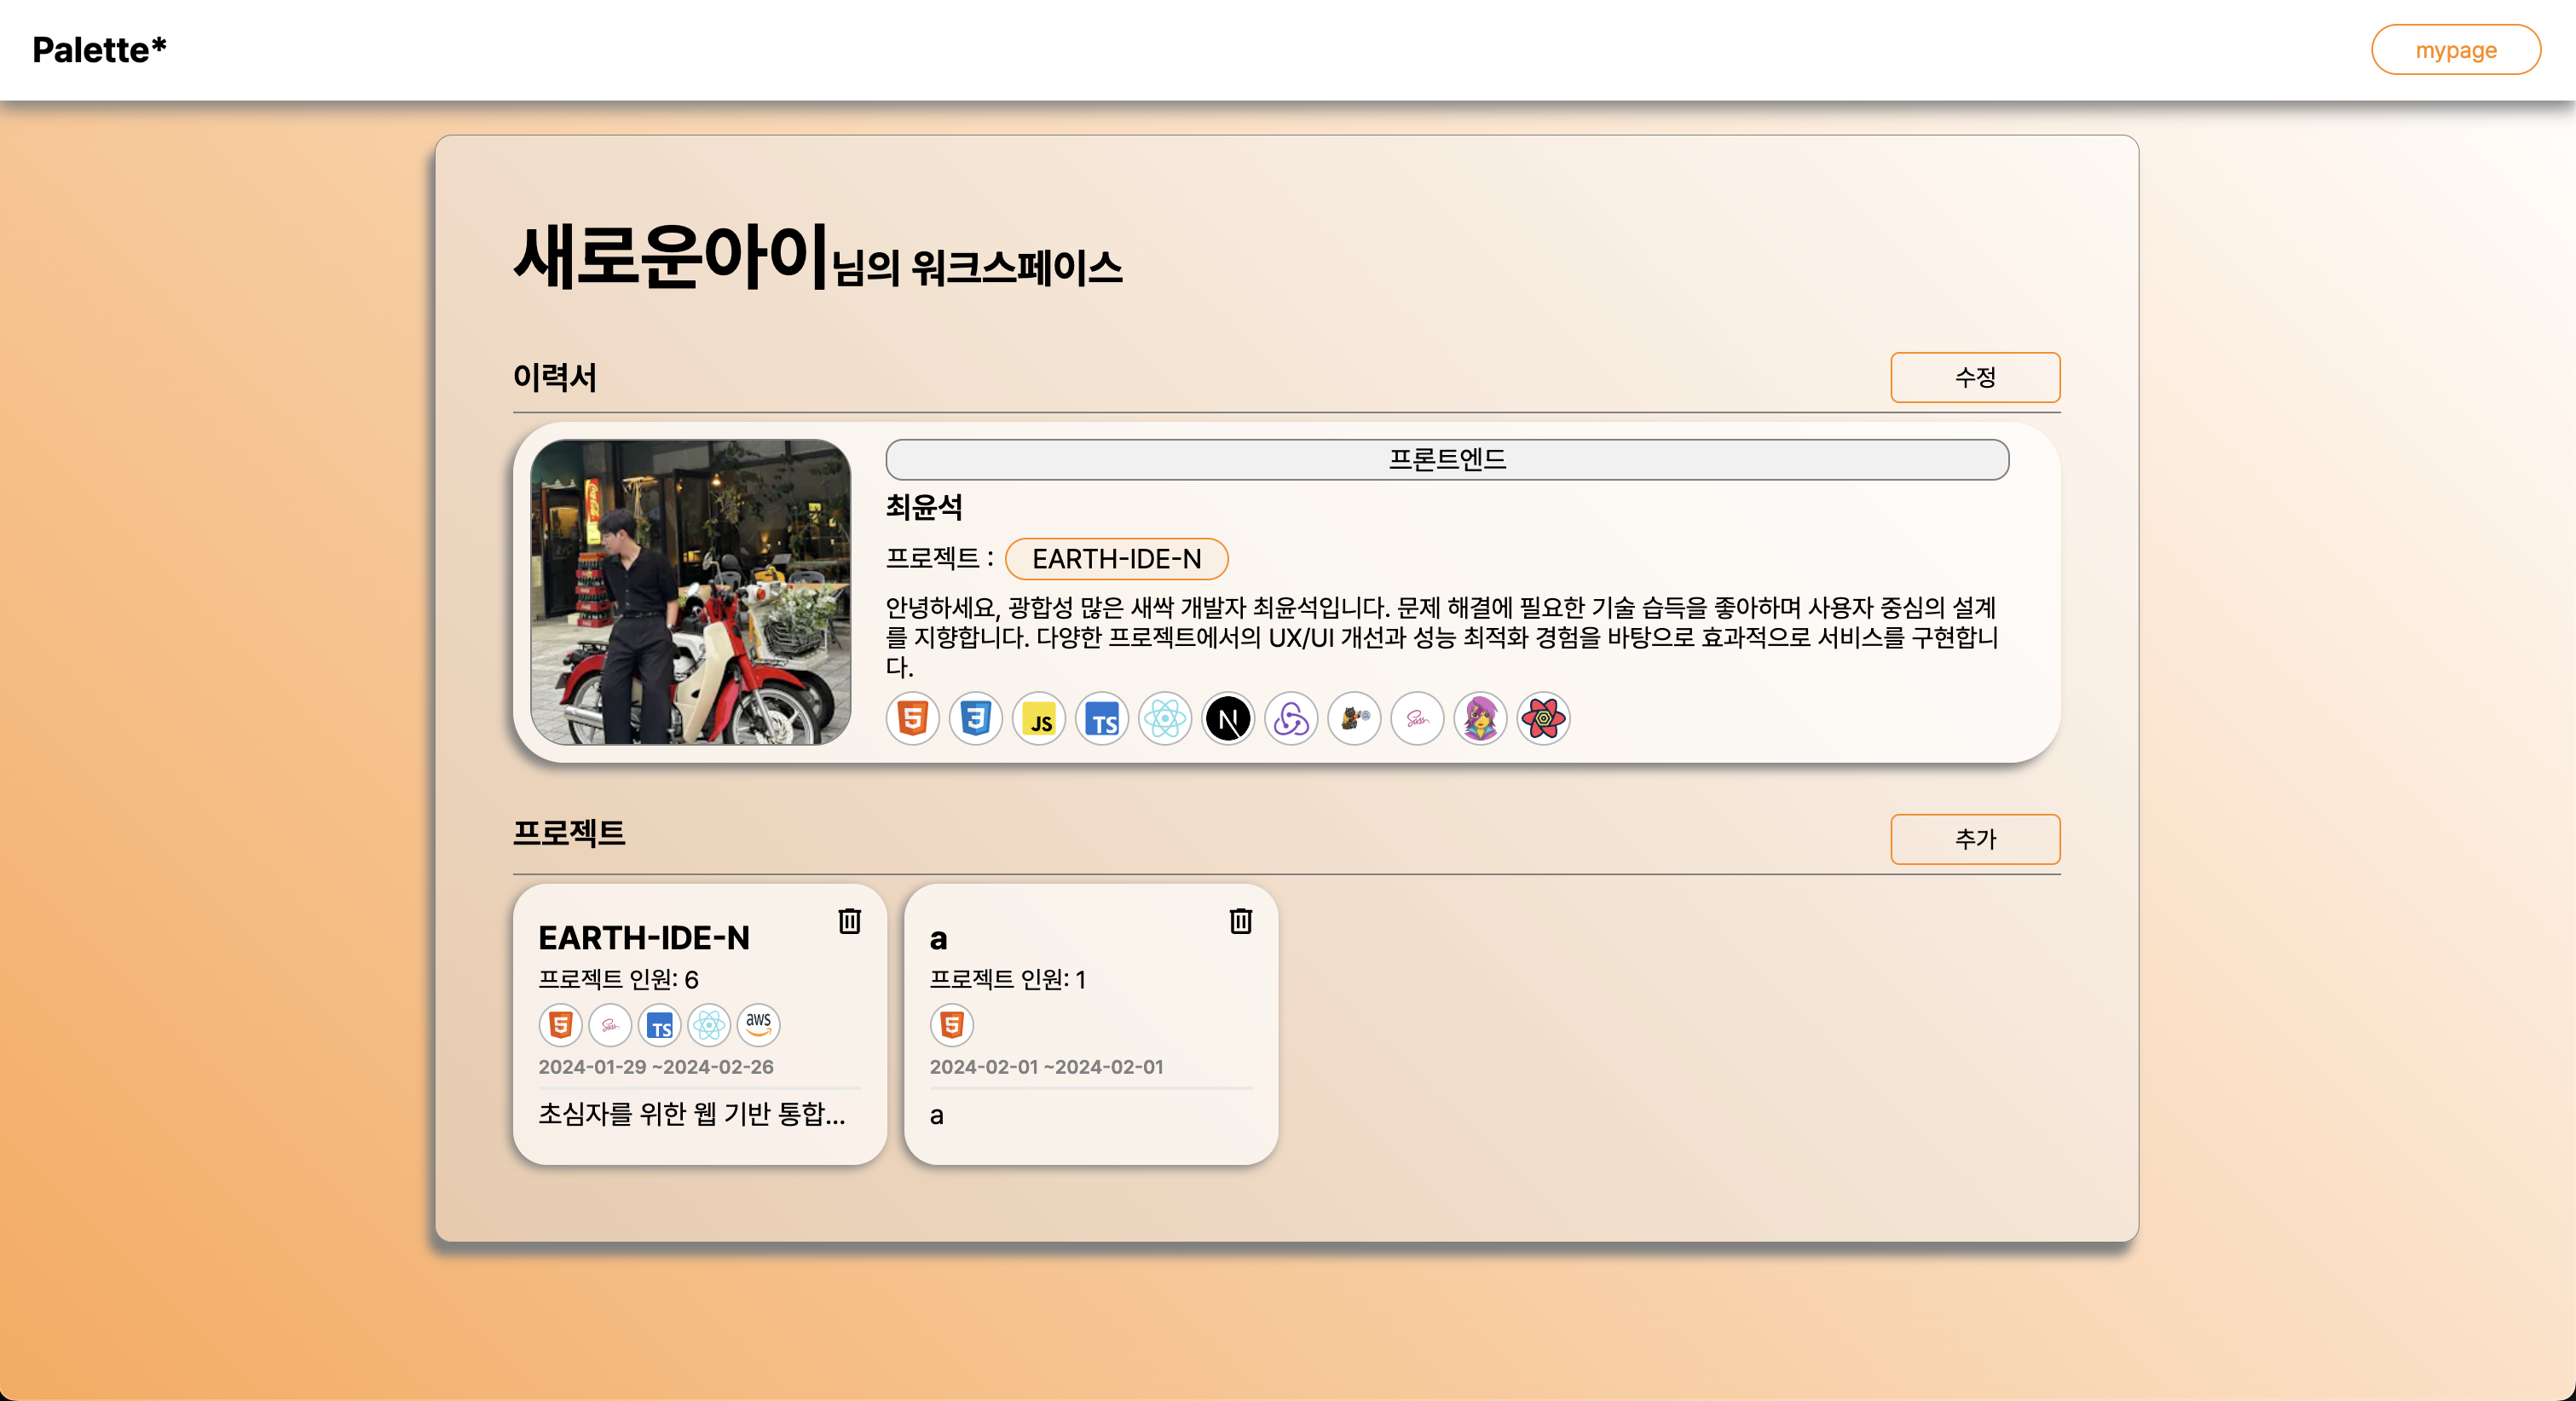 Palette*
mypage
새로운아이님의 워크스페이스
이력서
수정
프론트엔드
최윤석
프로젝트 : EARTH-IDE-N
안녕하세요, 광합성 많은 새싹 개발자 최윤석입니다. 문제 해결에 필요한 기술 습득을 좋아하며 사용자 중심의 설계
를 지향합니다. 다양한 프로젝트에서의 UX/UI 개선과 성능 최적화 경험을 바탕으로 효과적으로 서비스를 구현합니
다.
5 3 JS TS N Sass
프로젝트
추가
EARTH-IDE-N
프로젝트 인원: 6
5 Sass TS aws
2024-01-29 ~2024-02-26
초심자를 위한 웹 기반 통합...
a
프로젝트 인원: 1
5
2024-02-01 ~2024-02-01
a